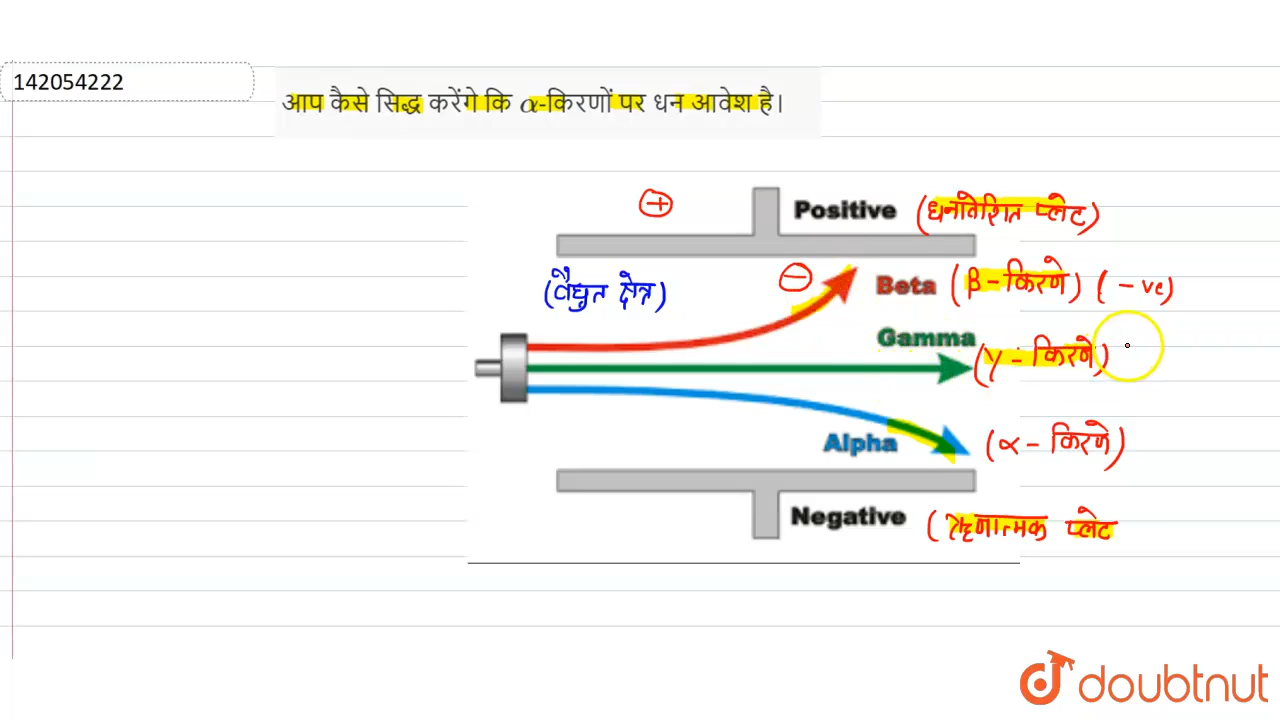 142054222
आप कैसे सिद्ध करेंगे कि α-किरणों पर धन आवेश है।
+
Positive (धनावेशित प्लेट)
(वैद्युत क्षेत्र) − Beta (β-किरणे) (-ve)
Gamma
(γ-किरणे)
Alpha (α-किरणे)
Negative (ऋणात्मक प्लेट
doubtnut